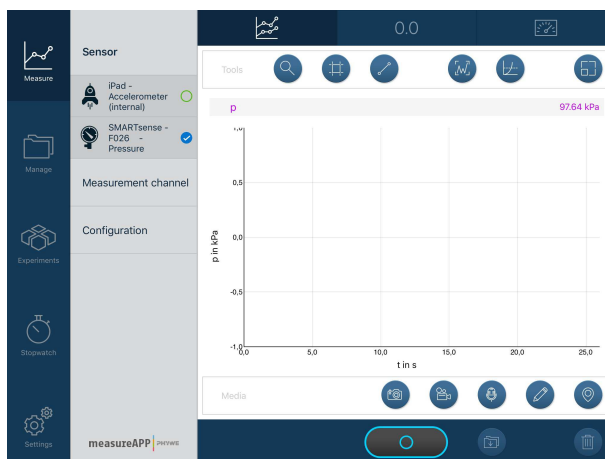 0.0
Measure
Sensor
Tools
iPad -
Accelerometer
(internal)
p
97.64 kPa
SMARTsense -
F026 -
Pressure
Manage
Measurement channel
Configuration
Experiments
Stopwatch
Settings
1,0
0,5
0,0
-0,5
-1,0
p in kPa
0,0
5,0
10,0
15,0
20,0
25,0
t in s
Media
measureAPP PHYWE